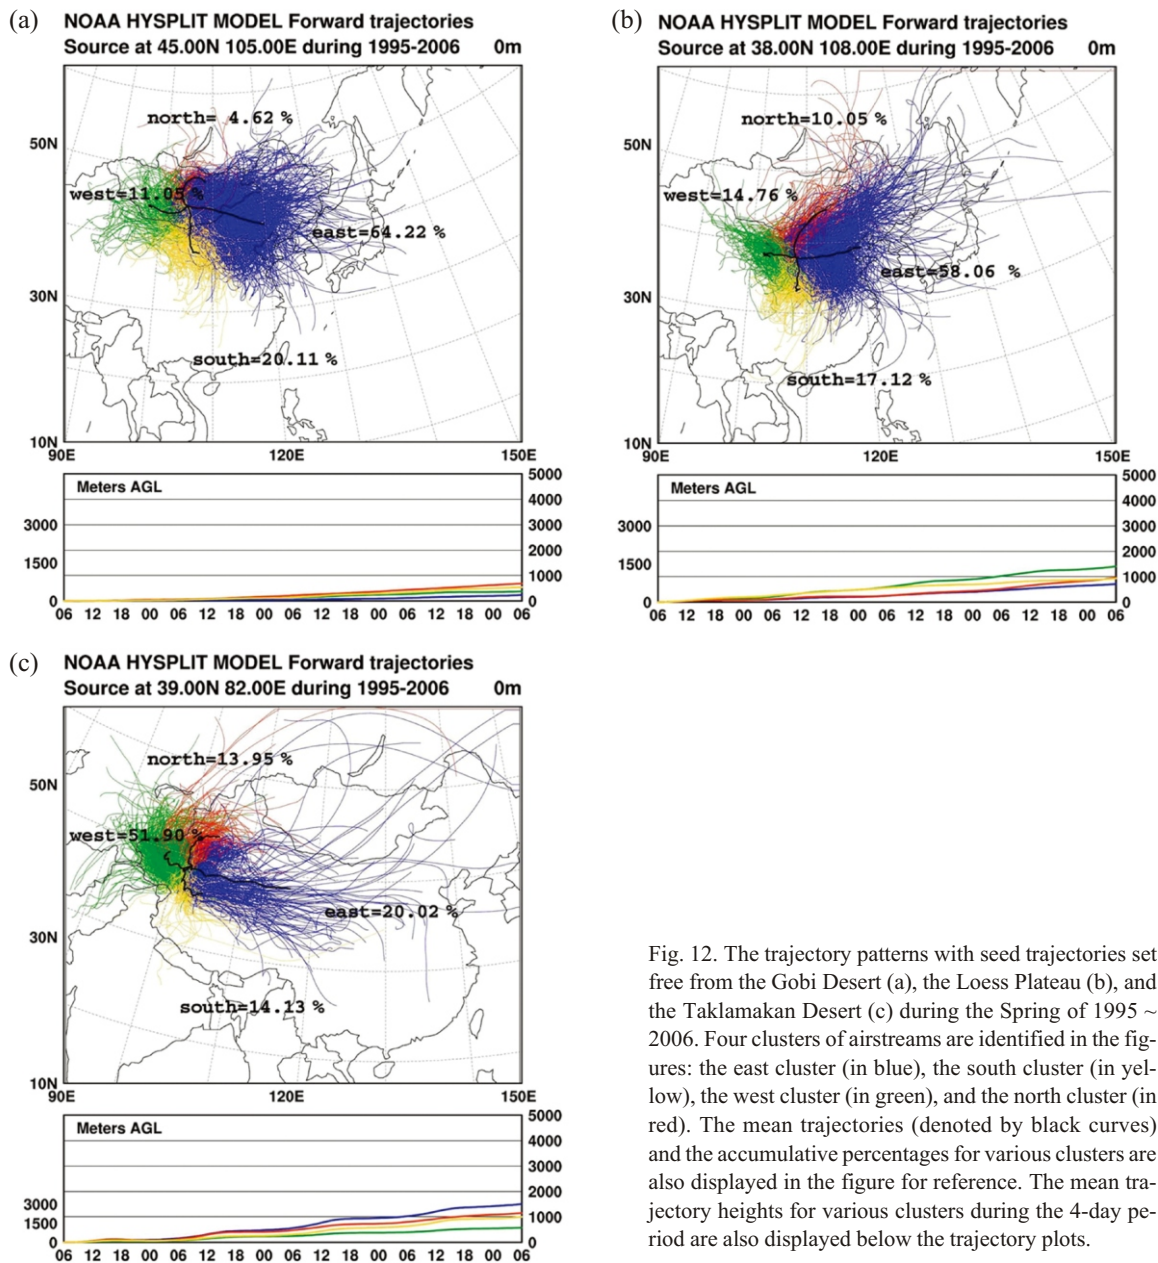 (a)
NOAA HYSPLIT MODEL Forward trajectories
Source at 45.00N 105.00E during 1995-2006 0m
north= 4.62 %
50N
west=11.05 %
east=64.22 %
30N
south=20.11 %
10N
90E 120E 150E
Meters AGL
5000
4000
3000 3000
2000
1500
1000
0 0
06 12 18 00 06 12 18 00 06 12 18 00 06 12 18 00 06
(b)
NOAA HYSPLIT MODEL Forward trajectories
Source at 38.00N 108.00E during 1995-2006 0m
north=10.05 %
50N
west=14.76 %
east=58.06 %
30N
south=17.12 %
10N
90E 120E 150E
Meters AGL
5000
4000
3000 3000
2000
1500
1000
0 0
06 12 18 00 06 12 18 00 06 12 18 00 06 12 18 00 06
(c)
NOAA HYSPLIT MODEL Forward trajectories
Source at 39.00N 82.00E during 1995-2006 0m
north=13.95 %
50N
west=51.90 %
east=20.02 %
30N
south=14.13 %
10N
90E 120E 150E
Meters AGL
5000
4000
3000
2000
3000
1500 1000
0 0
06 12 18 00 06 12 18 00 06 12 18 00 06 12 18 00 06
Fig. 12. The trajectory patterns with seed trajectories set
free from the Gobi Desert (a), the Loess Plateau (b), and
the Taklamakan Desert (c) during the Spring of 1995 ~
2006. Four clusters of airstreams are identified in the fig-
ures: the east cluster (in blue), the south cluster (in yel-
low), the west cluster (in green), and the north cluster (in
red). The mean trajectories (denoted by black curves)
and the accumulative percentages for various clusters are
also displayed in the figure for reference. The mean tra-
jectory heights for various clusters during the 4-day pe-
riod are also displayed below the trajectory plots.